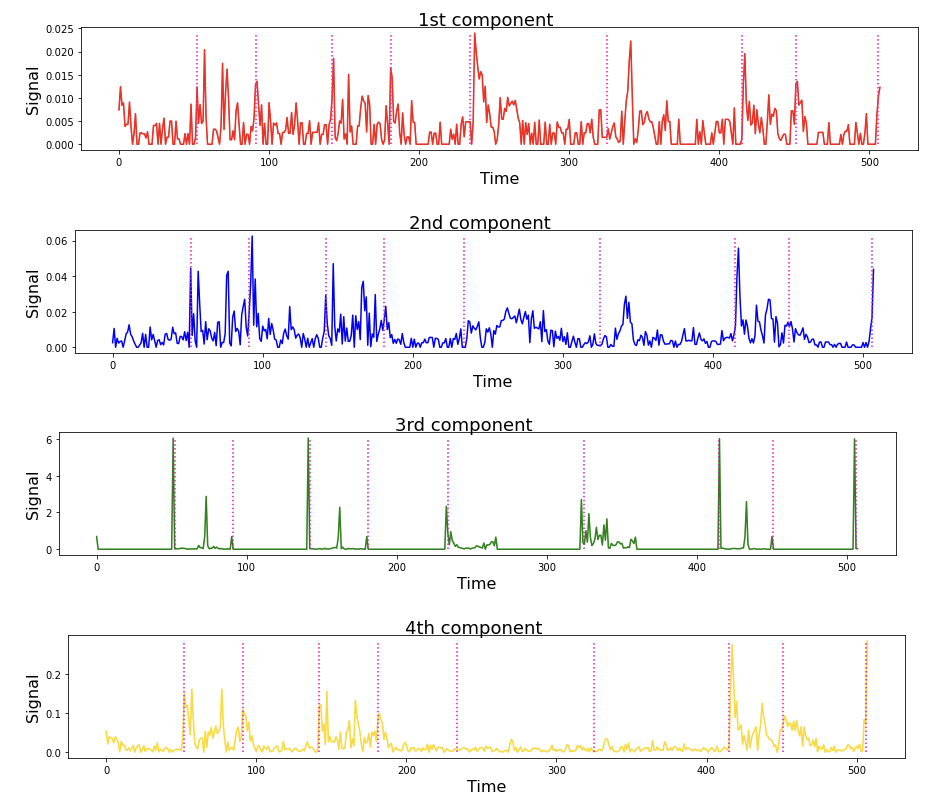 1st component
Signal
0.025
0.020
0.015
0.010
0.005
0.000
0 100 200 300 400 500
Time
2nd component
Signal
0.06
0.04
0.02
0.00
0 100 200 300 400 500
Time
3rd component
Signal
6
4
2
0
0 100 200 300 400 500
Time
4th component
Signal
0.2
0.1
0.0
0 100 200 300 400 500
Time